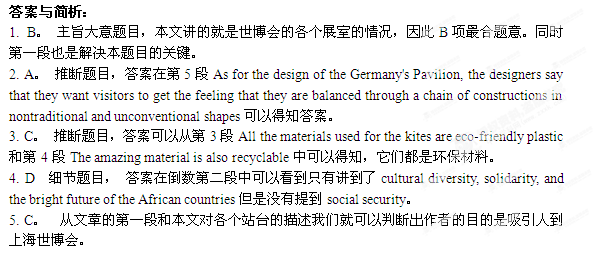 答案与简析：
1. B。 主旨大意题目，本文讲的就是世博会的各个展室的情况，因此 B 项最合题意。同时
第一段也是解决本题目的关键。
2. A。 推断题目，答案在第 5 段 As for the design of the Germany's Pavilion, the designers say
that they want visitors to get the feeling that they are balanced through a chain of constructions in
nontraditional and unconventional shapes 可以得知答案。
3. C。 推断题目，答案可以从第 3 段 All the materials used for the kites are eco-friendly plastic
和第 4 段 The amazing material is also recyclable 中可以得知，它们都是环保材料。
4. D 细节题目， 答案在倒数第二段中可以看到只有讲到了 cultural diversity, solidarity, and
the bright future of the African countries 但是没有提到 social security。
5. C。 从文章的第一段和本文对各个站台的描述我们就可以判断出作者的目的是吸引人到
上海世博会。